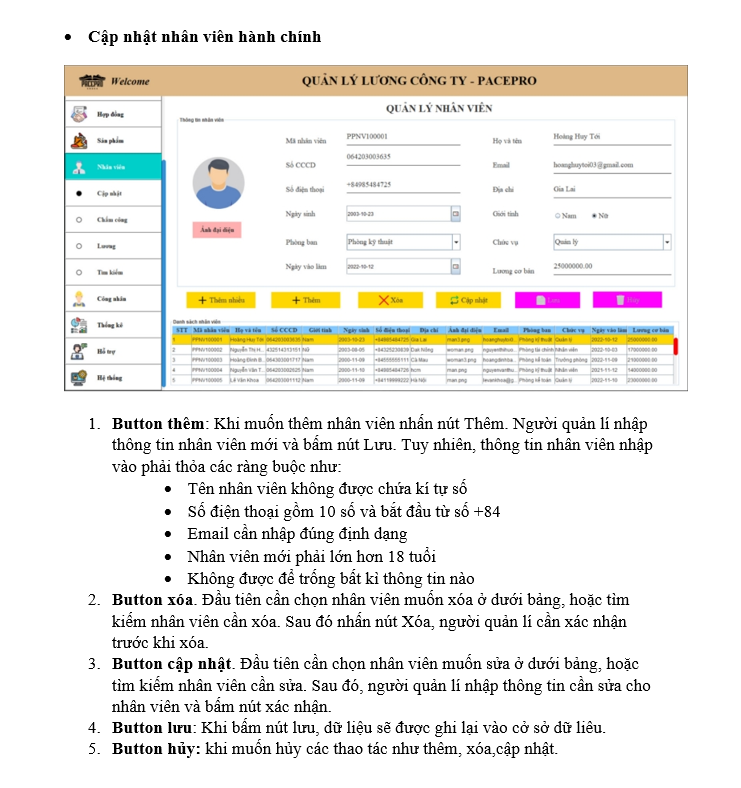 Cập nhật nhân viên hành chính
PACEPRO Welcome QUẢN LÝ LƯƠNG CÔNG TY - PACEPRO
QUẢN LÝ NHÂN VIÊN
Thông tin nhân viên
Hợp đồng
Sản phẩm
Nhân viên
Cập nhật
Chấm công
Lương
Tìm kiếm
Công nhân
Thống kê
Hỗ trợ
Hệ thống
Ảnh đại diện
Mã nhân viên PPNV100001 Họ và tên Hoàng Huy Tới
Số CCCD 064203003635 Email hoanghuytoi03@gmail.com
Số điện thoại +84985484725 Địa chỉ Gia Lai
Ngày sinh 2003-10-23 Giới tính Nam Nữ
Phòng ban Phòng kỹ thuật Chức vụ Quản lý
Ngày vào làm 2022-10-12 Lương cơ bản 25000000.00
Thêm nhiều Thêm Xóa Cập nhật Lưu Hủy
Danh sách nhân viên
STT Mã nhân viên Họ và tên Số CCCD Giới tính Ngày sinh Số điện thoại Địa chỉ Ảnh đại diện Email Phòng ban Chức vụ Ngày vào làm Lương cơ bản
1 PPNV100001 Hoàng Huy Tới 064203003635 Nam 2003-10-23 +84985484725 Gia Lai man3.png Phòng kỹ thuật Quản lý 2022-10-12 25000000.00
2 PPNV100002 Nguyễn Thị H... 432514313151 Nữ +84325230839 Đà Nẵng woman.png Phòng tài chính Nhân viên 2022-10-03 17000000.00
3 PPNV100003 Hoàng Đình B... Nam 2000-11-09 Cà Mau woman3.png Phòng kế toán Trưởng phòng 2022-11-09 21000000.00
4 PPNV100004 Nguyễn Văn T... Nam 2000-11-10 +84985484726 hcm man.png Phòng kỹ thuật Nhân viên 2021-11-12 14000000.00
5 PPNV100005 Lê Văn Khoa Nam 2000-11-09 +84119899222 Hà Nội man.png Phòng kế toán Quản lý 2022-11-10 23000000.00
1. Button thêm: Khi muốn thêm nhân viên nhấn nút Thêm. Người quản lí nhập
thông tin nhân viên mới và bấm nút Lưu. Tuy nhiên, thông tin nhân viên nhập
vào phải thỏa các ràng buộc như:
Tên nhân viên không được chứa kí tự số
Số điện thoại gồm 10 số và bắt đầu từ số +84
Email cần nhập đúng định dạng
Nhân viên mới phải lớn hơn 18 tuổi
Không được để trống bất kì thông tin nào
2. Button xóa. Đầu tiên cần chọn nhân viên muốn xóa ở dưới bảng, hoặc tìm
kiếm nhân viên cần xóa. Sau đó nhấn nút Xóa, người quản lí cần xác nhận
trước khi xóa.
3. Button cập nhật. Đầu tiên cần chọn nhân viên muốn sửa ở dưới bảng, hoặc
tìm kiếm nhân viên cần sửa. Sau đó, người quản lí nhập thông tin cần sửa cho
nhân viên và bấm nút xác nhận.
4. Button lưu: Khi bấm nút lưu, dữ liệu sẽ được ghi lại vào cở sở dữ liêu.
5. Button hủy: khi muốn hủy các thao tác như thêm, xóa,cập nhật.